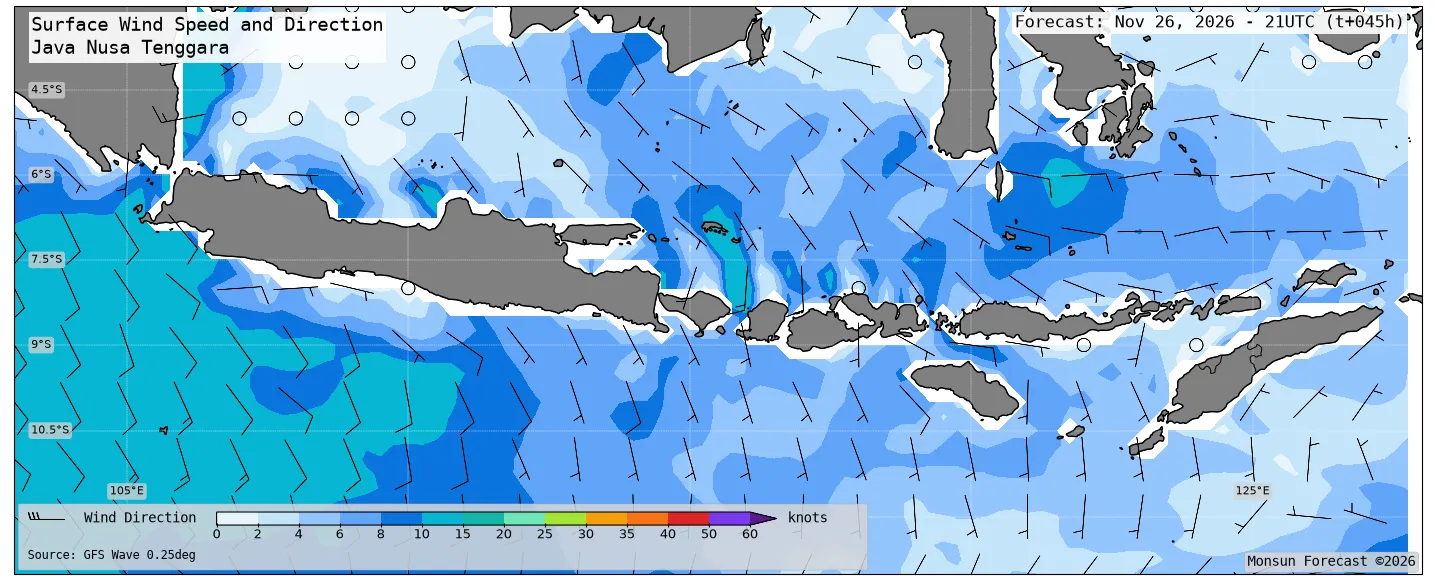 Surface Wind Speed and Direction
Java Nusa Tenggara
Forecast: Nov 26, 2026 - 21UTC (t+045h)
4.5°S
6°S
7.5°S
9°S
10.5°S
105°E
125°E
Wind Direction
0 2 4 6 8 10 15 20 25 30 35 40 50 60
knots
Source: GFS Wave 0.25deg
Monsun Forecast ©2026